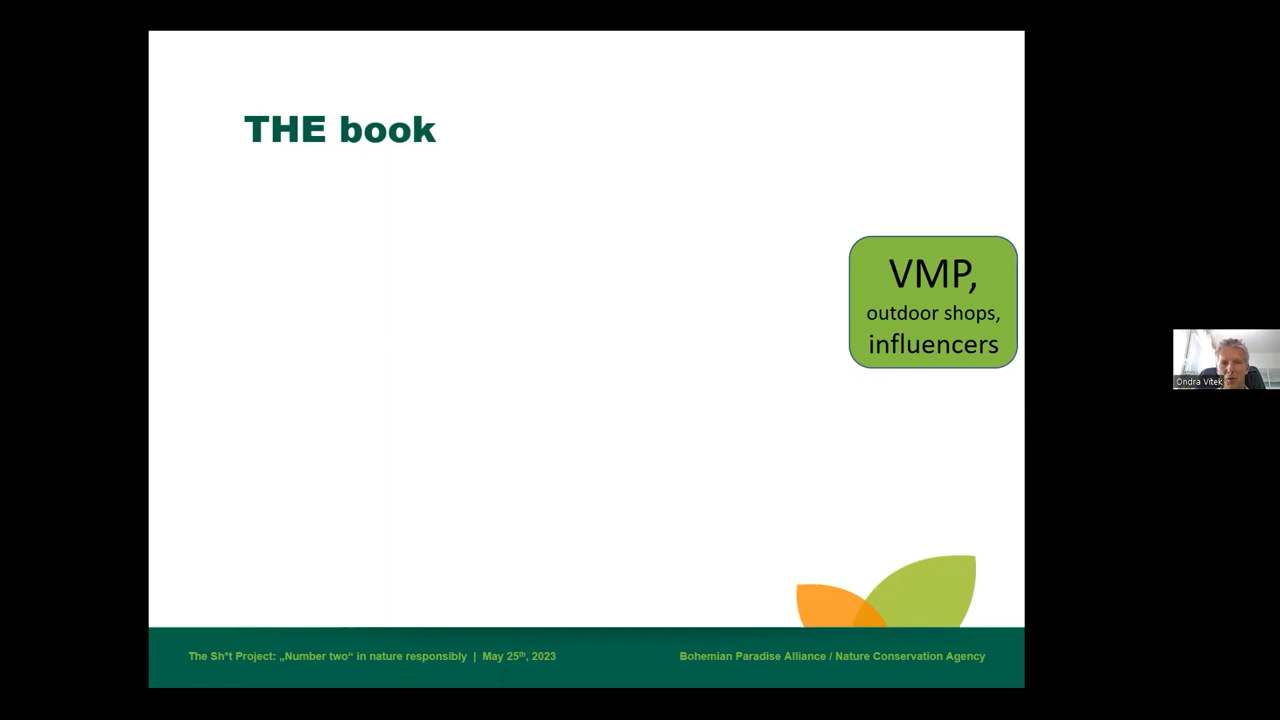 THE book
VMP,
outdoor shops,
influencers
Ondra Vítek
The Sh*t Project: „Number two“ in nature responsibly | May 25th, 2023
Bohemian Paradise Alliance / Nature Conservation Agency